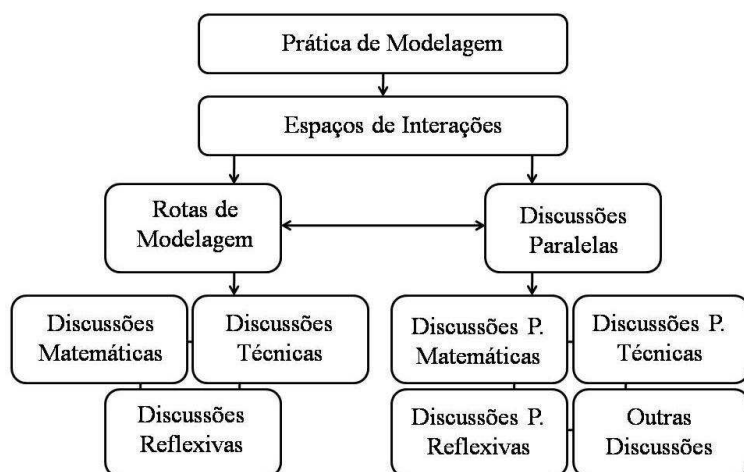 Prática de Modelagem
Espaços de Interações
Rotas de
Modelagem
Discussões
Paralelas
Discussões
Matemáticas
Discussões
Técnicas
Discussões
Reflexivas
Discussões P.
Matemáticas
Discussões P.
Técnicas
Discussões P.
Reflexivas
Outras
Discussões